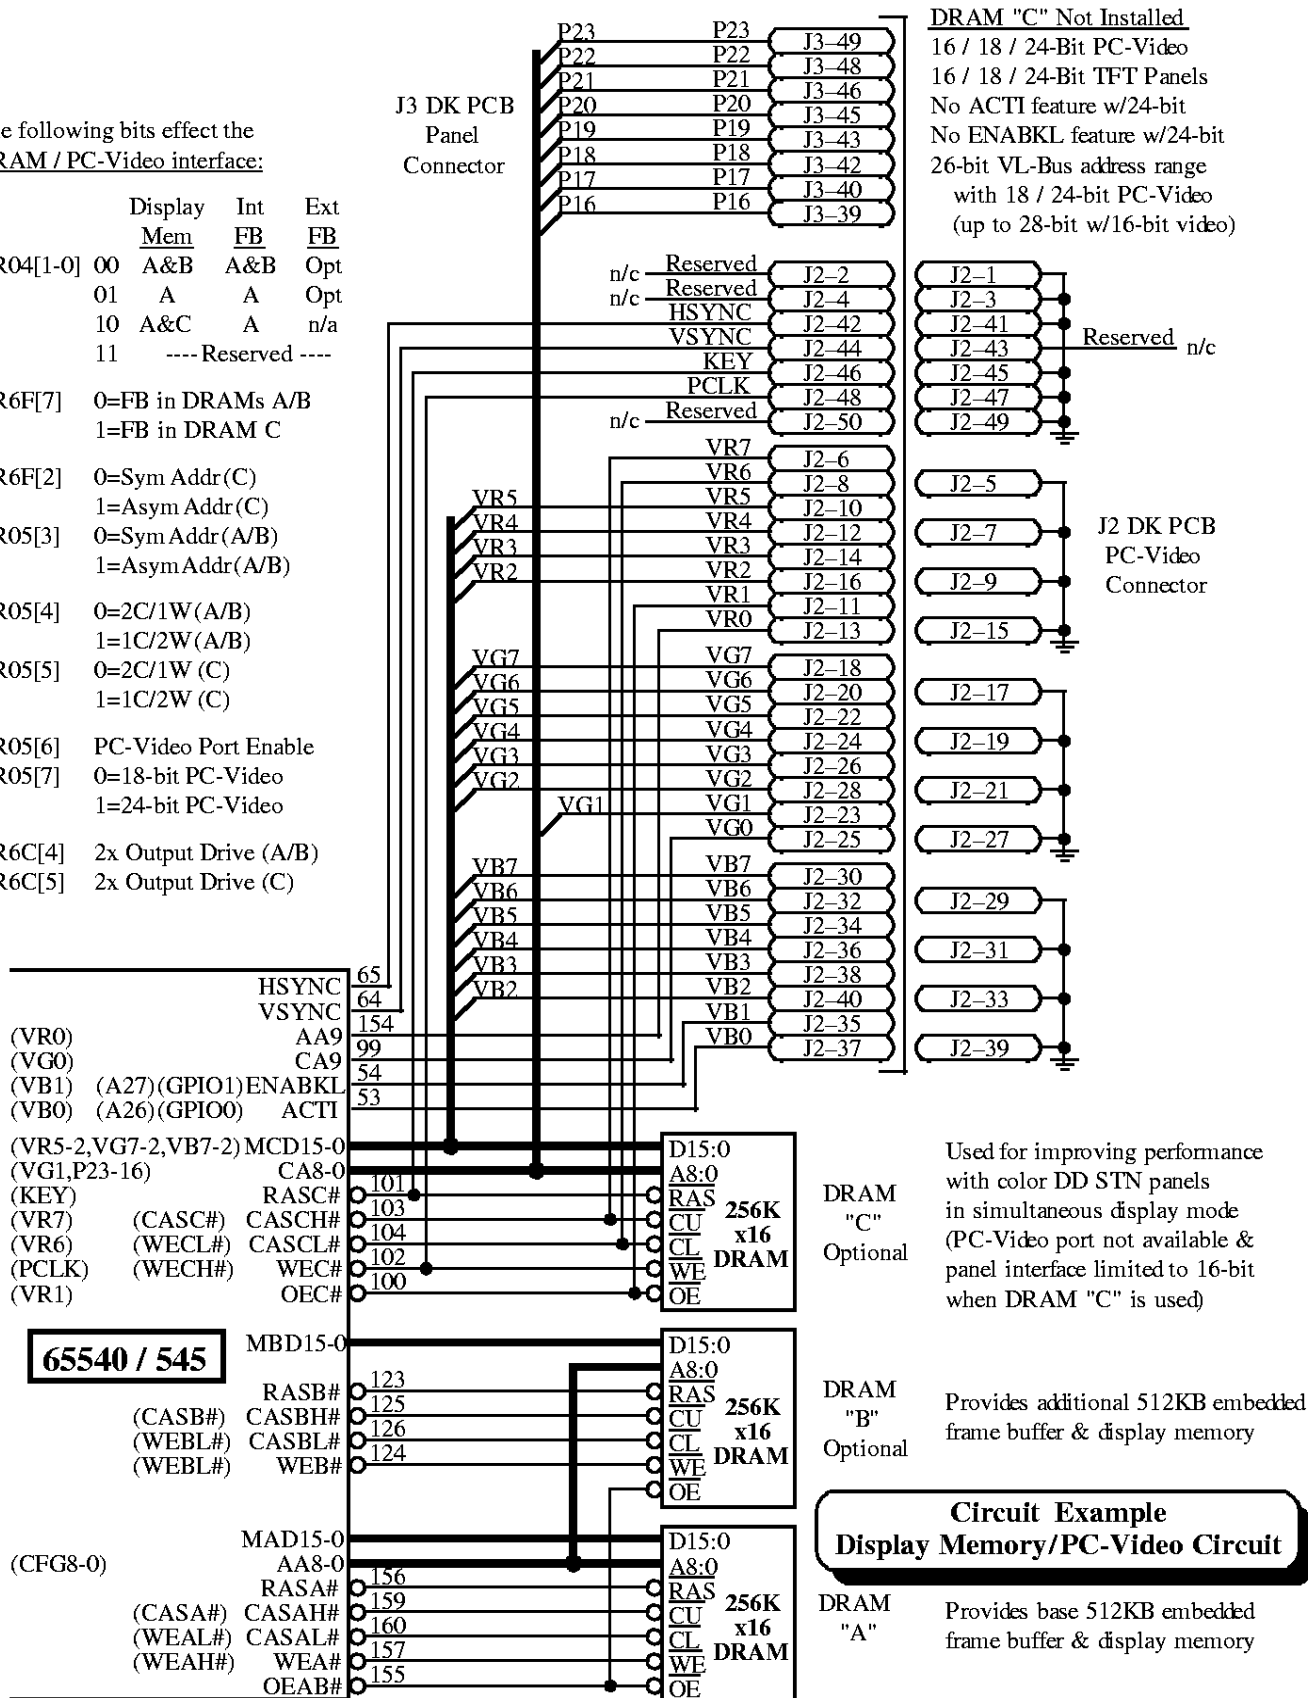 DRAM "C" Not Installed
16 / 18 / 24-Bit PC-Video
16 / 18 / 24-Bit TFT Panels
No ACTI feature w/24-bit
No ENABKL feature w/24-bit
26-bit VL-Bus address range
with 18 / 24-bit PC-Video
(up to 28-bit w/16-bit video)
J3 DK PCB
Panel
Connector
P23 P23 J3–49
P22 P22 J3–48
P21 P21 J3–46
P20 P20 J3–45
P19 P19 J3–43
P18 P18 J3–42
P17 P17 J3–40
P16 P16 J3–39
e following bits effect the
RAM / PC-Video interface:
Display Int Ext
Mem FB FB
R04[1-0] 00 A&B A&B Opt
01 A A Opt
10 A&C A n/a
11 ---- Reserved ----
R6F[7] 0=FB in DRAMs A/B
1=FB in DRAM C
R6F[2] 0=Sym Addr (C)
1=Asym Addr (C)
R05[3] 0=Sym Addr (A/B)
1=Asym Addr (A/B)
R05[4] 0=2C/1W (A/B)
1=1C/2W (A/B)
R05[5] 0=2C/1W (C)
1=1C/2W (C)
R05[6] PC-Video Port Enable
R05[7] 0=18-bit PC-Video
1=24-bit PC-Video
R6C[4] 2x Output Drive (A/B)
R6C[5] 2x Output Drive (C)
n/c Reserved J2–2 J2–1
n/c Reserved J2–4 J2–3
HSYNC J2–42 J2–41
VSYNC J2–44 J2–43 Reserved n/c
KEY J2–46 J2–45
PCLK J2–48 J2–47
n/c Reserved J2–50 J2–49
VR7 J2–6
VR6 J2–8 J2–5
VR5 VR5 J2–10
VR4 VR4 J2–12 J2–7
VR3 VR3 J2–14
VR2 VR2 J2–16 J2–9
VR1 J2–11
VR0 J2–13 J2–15
J2 DK PCB
PC-Video
Connector
VG7 VG7 J2–18
VG6 VG6 J2–20 J2–17
VG5 VG5 J2–22
VG4 VG4 J2–24 J2–19
VG3 VG3 J2–26
VG2 VG2 J2–28 J2–21
VG1 VG1 J2–23
VG0 J2–25 J2–27
VB7 VB7 J2–30
VB6 VB6 J2–32 J2–29
VB5 VB5 J2–34
VB4 VB4 J2–36 J2–31
VB3 VB3 J2–38
VB2 VB2 J2–40 J2–33
VB1 J2–35
VB0 J2–37 J2–39
HSYNC 65
VSYNC 64
(VR0) AA9 154
(VG0) CA9 99
(VB1) (A27) (GPIO1) ENABKL 54
(VB0) (A26) (GPIO0) ACTI 53
(VR5-2,VG7-2,VB7-2) MCD15-0 D15:0
(VG1,P23-16) CA8-0 A8:0
(KEY) RASC# 101 RAS
(VR7) (CASC#) CASCH# 103 CU
(VR6) (WECL#) CASCL# 104 CL
(PCLK) (WECH#) WEC# 102 WE
(VR1) OEC# 100 OE
256K
x16
DRAM
DRAM
"C"
Optional
Used for improving performance
with color DD STN panels
in simultaneous display mode
(PC-Video port not available &
panel interface limited to 16-bit
when DRAM "C" is used)
65540 / 545
MBD15-0 D15:0
A8:0
RASB# 123 RAS
(CASB#) CASBH# 125 CU
(WEBL#) CASBL# 126 CL
(WEBL#) WEB# 124 WE
OE
256K
x16
DRAM
DRAM
"B"
Optional
Provides additional 512KB embedded
frame buffer & display memory
Circuit Example
Display Memory/PC-Video Circuit
MAD15-0 D15:0
(CFG8-0) AA8-0 A8:0
RASA# 156 RAS
(CASA#) CASAH# 159 CU
(WEAL#) CASAL# 160 CL
(WEAH#) WEA# 157 WE
OEAB# 155 OE
256K
x16
DRAM
DRAM
"A"
Provides base 512KB embedded
frame buffer & display memory